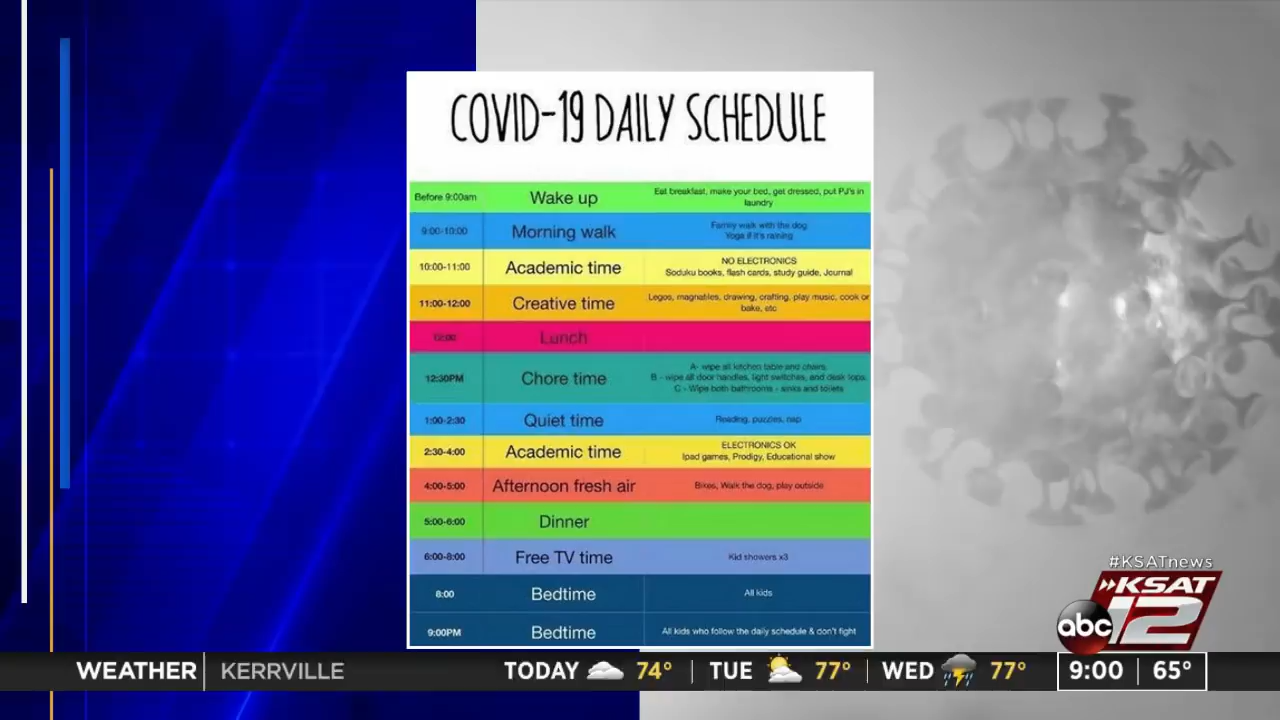 COVID-19 DAILY SCHEDULE
Before 9:00am Wake up Eat breakfast, make your bed, get dressed, put PJ's in
laundry
9:00-10:00 Morning walk Family walk with the dog
Yoga if it's raining
10:00-11:00 Academic time NO ELECTRONICS
Soduku books, flash cards, study guide, Journal
11:00-12:00 Creative time Legos, magnatiles, drawing, crafting, play music, cook or
bake, etc
12:00 Lunch
12:30PM Chore time A- wipe all kitchen table and chairs.
B - wipe all door handles, light switches, and desk tops
C - Wipe both bathrooms - sinks and toilets
1:00-2:30 Quiet time Reading, puzzles, nap
2:30-4:00 Academic time ELECTRONICS OK
Ipad games, Prodigy, Educational show
4:00-5:00 Afternoon fresh air Bikes, Walk the dog, play outside
5:00-6:00 Dinner
6:00-8:00 Free TV time Kid showers x3
8:00 Bedtime All kids
9:00PM Bedtime All kids who follow the daily schedule & don't fight
#KSATnews
KSAT
abc 12
WEATHER KERRVILLE TODAY 74° TUE 77° WED 77° 9:00 65°